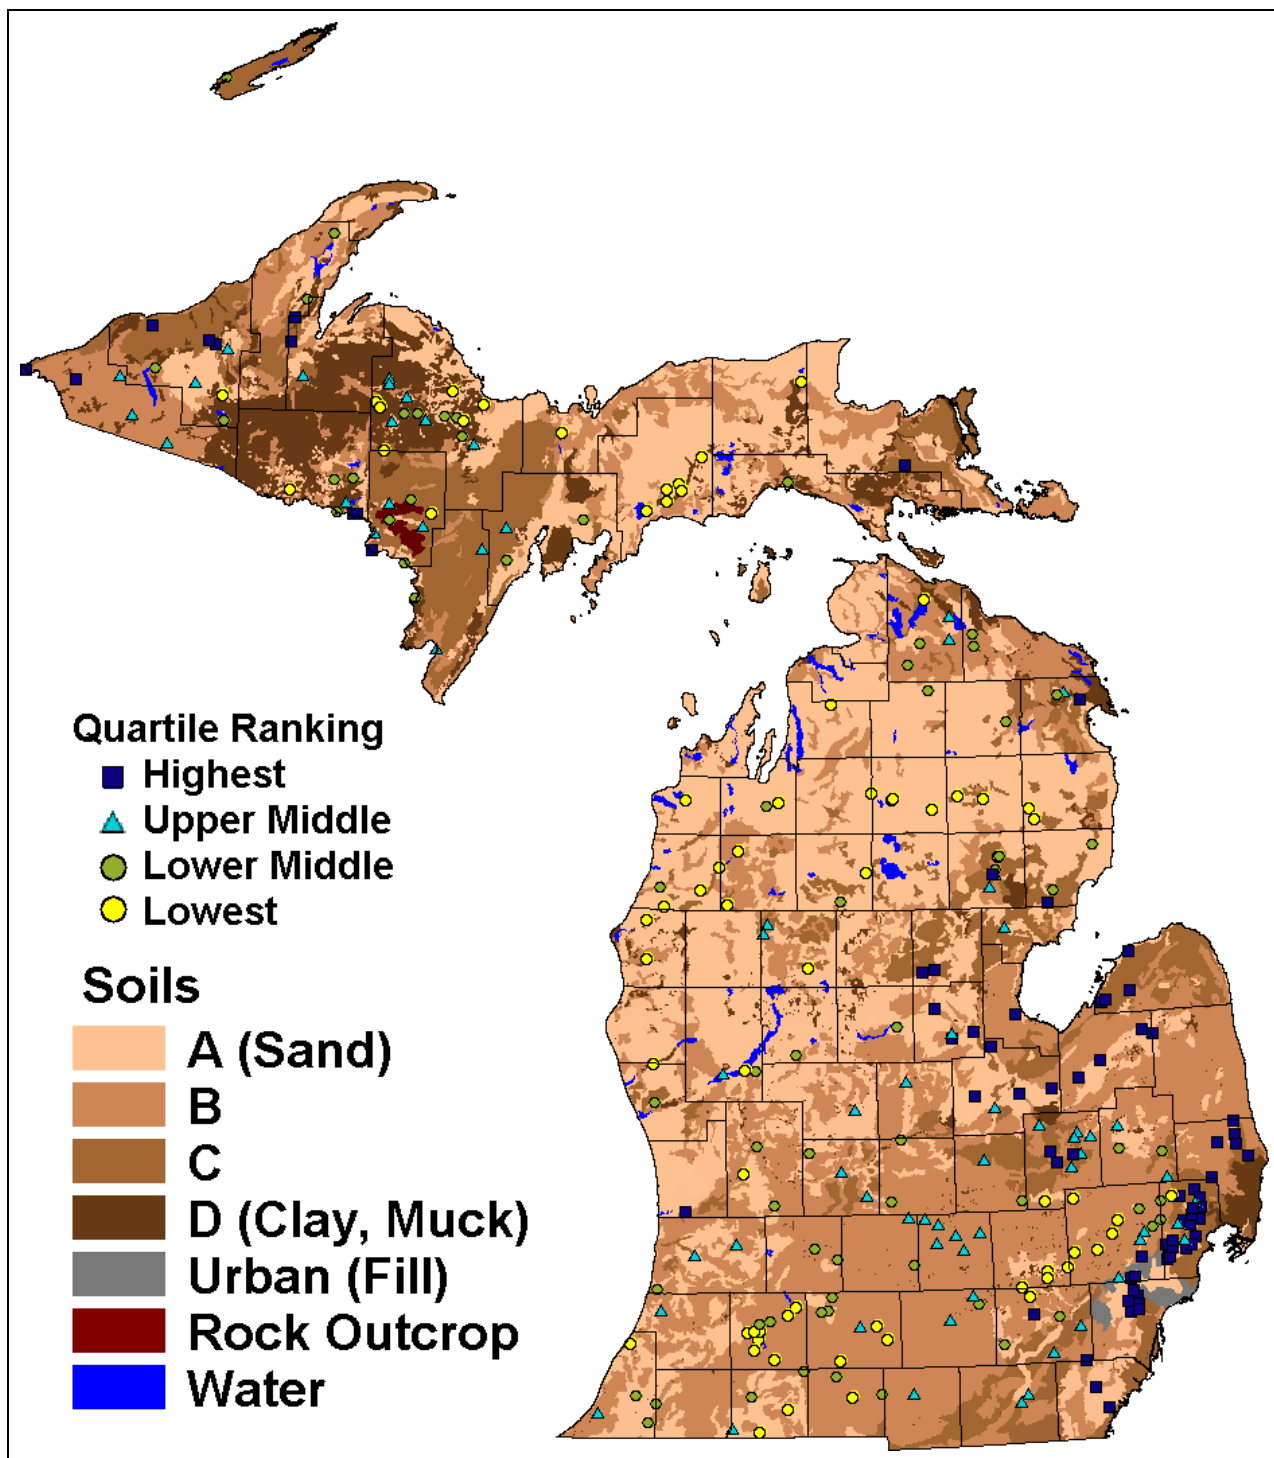 Quartile Ranking
Highest
Upper Middle
Lower Middle
Lowest
Soils
A (Sand)
B
C
D (Clay, Muck)
Urban (Fill)
Rock Outcrop
Water